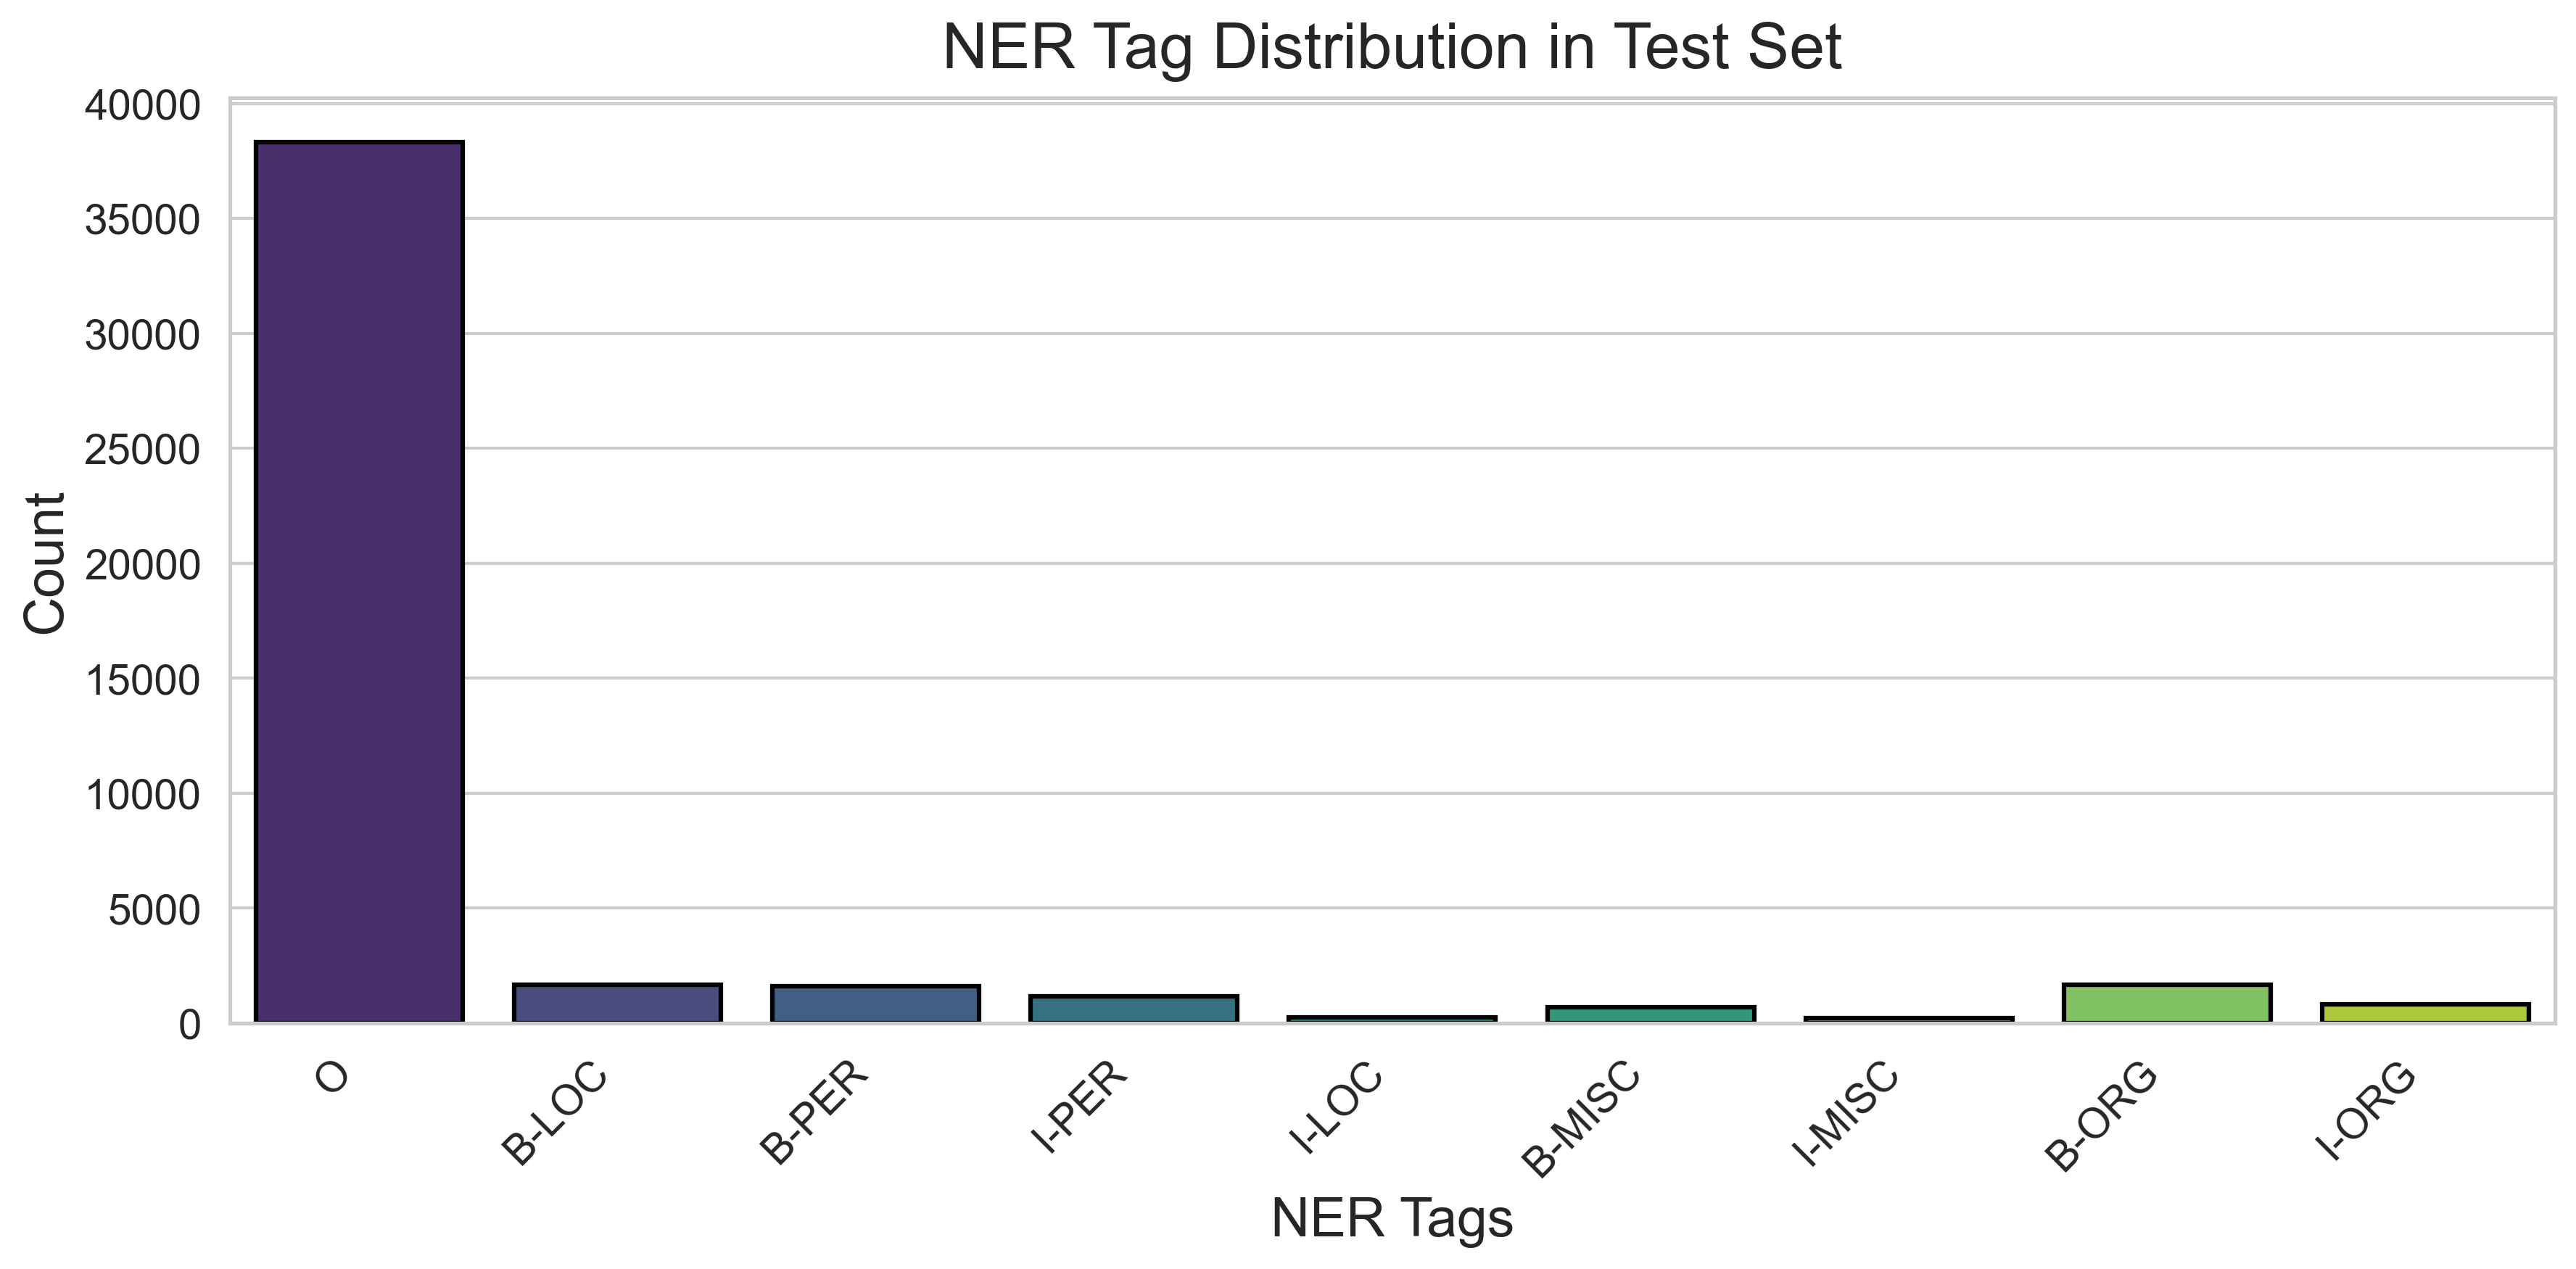 NER Tag Distribution in Test Set
40000
35000
30000
25000
20000
15000
10000
5000
0
Count
O
B-LOC
B-PER
I-PER
I-LOC
B-MISC
I-MISC
B-ORG
I-ORG
NER Tags